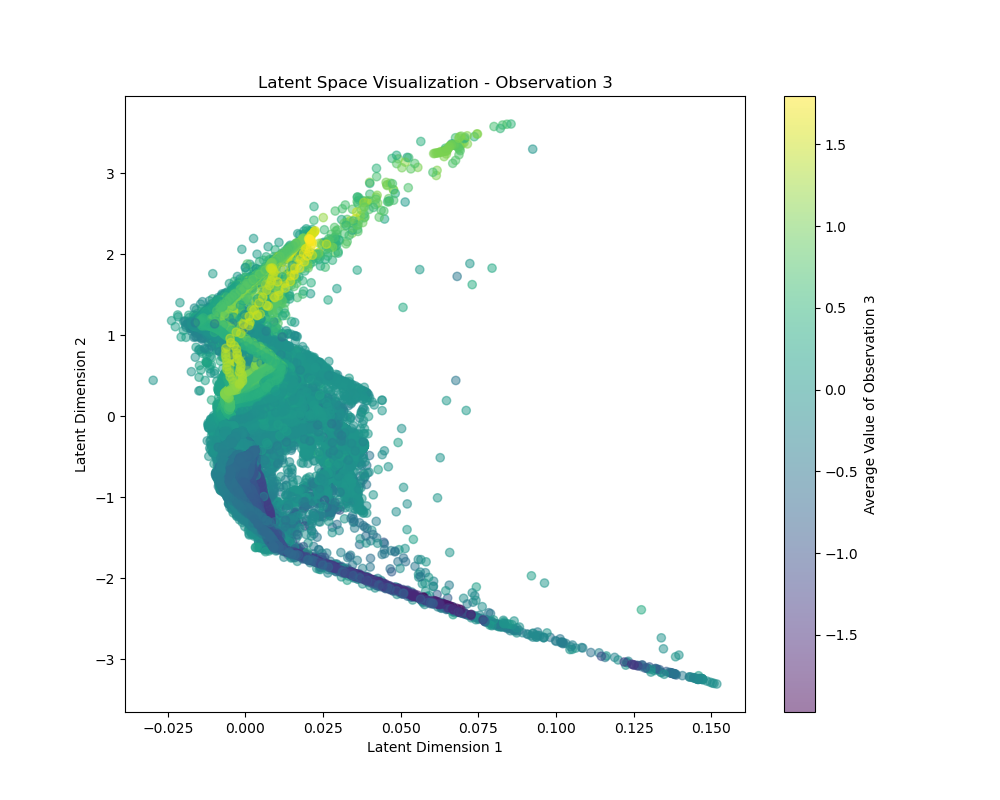 Latent Space Visualization - Observation 3
Latent Dimension 2
3
2
1
0
−1
−2
−3
−0.025 0.000 0.025 0.050 0.075 0.100 0.125 0.150
Latent Dimension 1
1.5
1.0
0.5
0.0
−0.5
−1.0
−1.5
Average Value of Observation 3